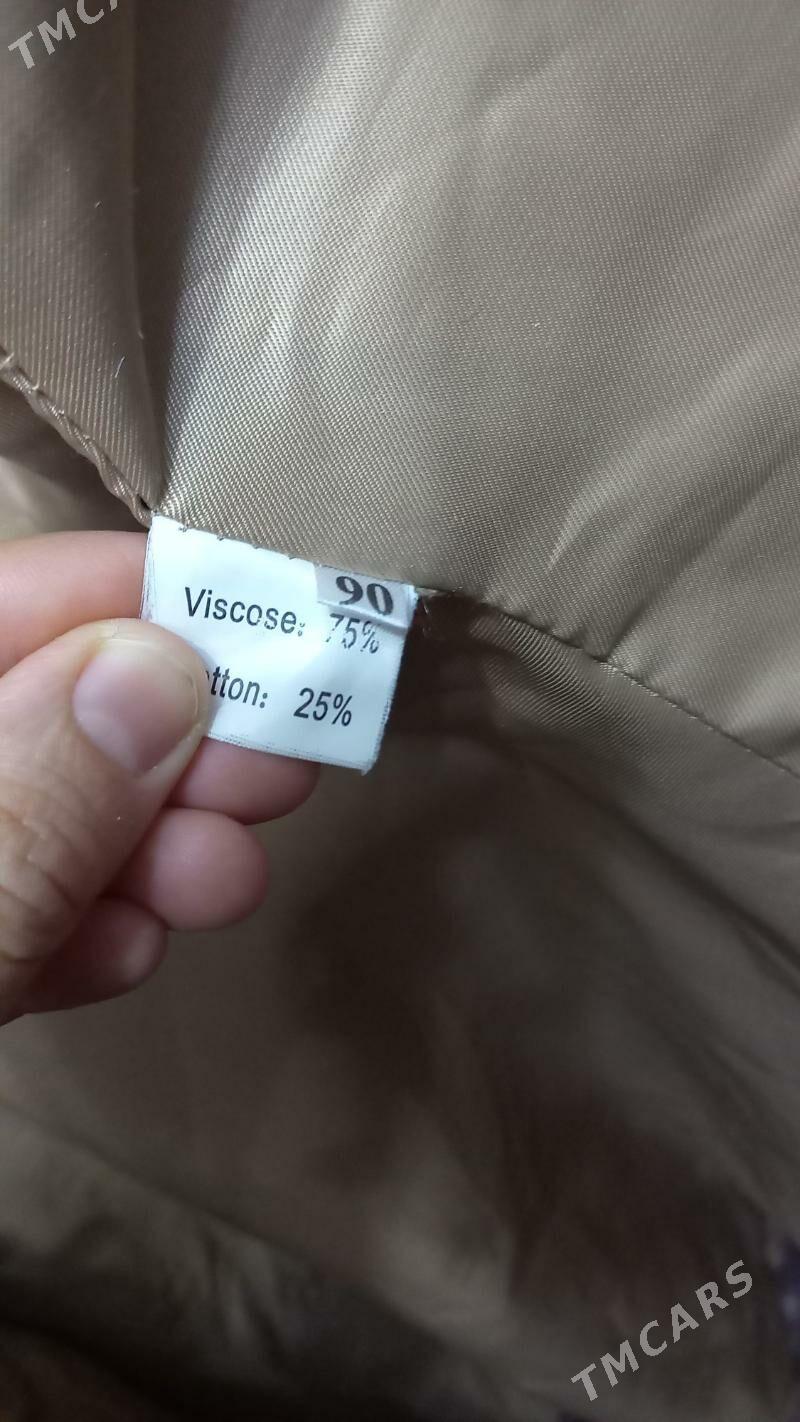 TMCA
90
Viscose: 75%
tton: 25%
TMCARS